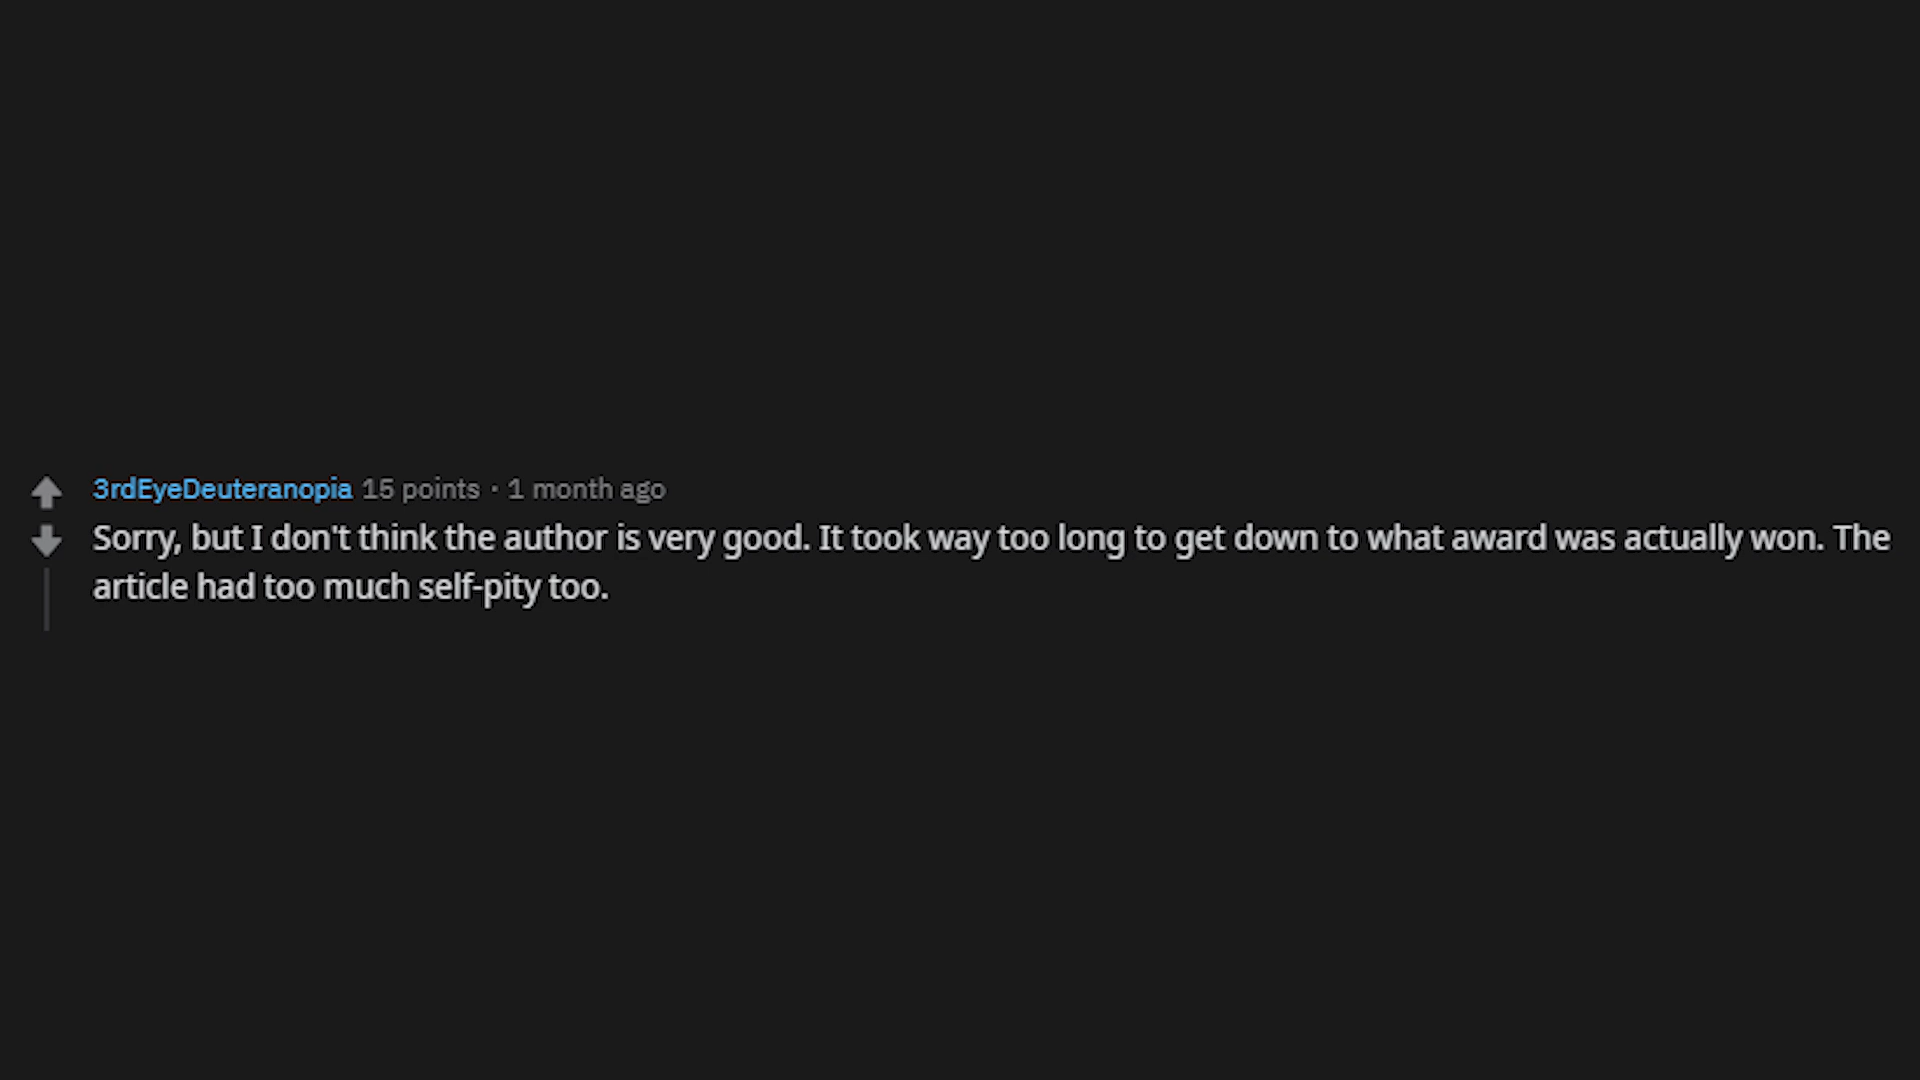 3rdEyeDeuteranopia 15 points · 1 month ago
Sorry, but I don't think the author is very good. It took way too long to get down to what award was actually won. The
article had too much self-pity too.